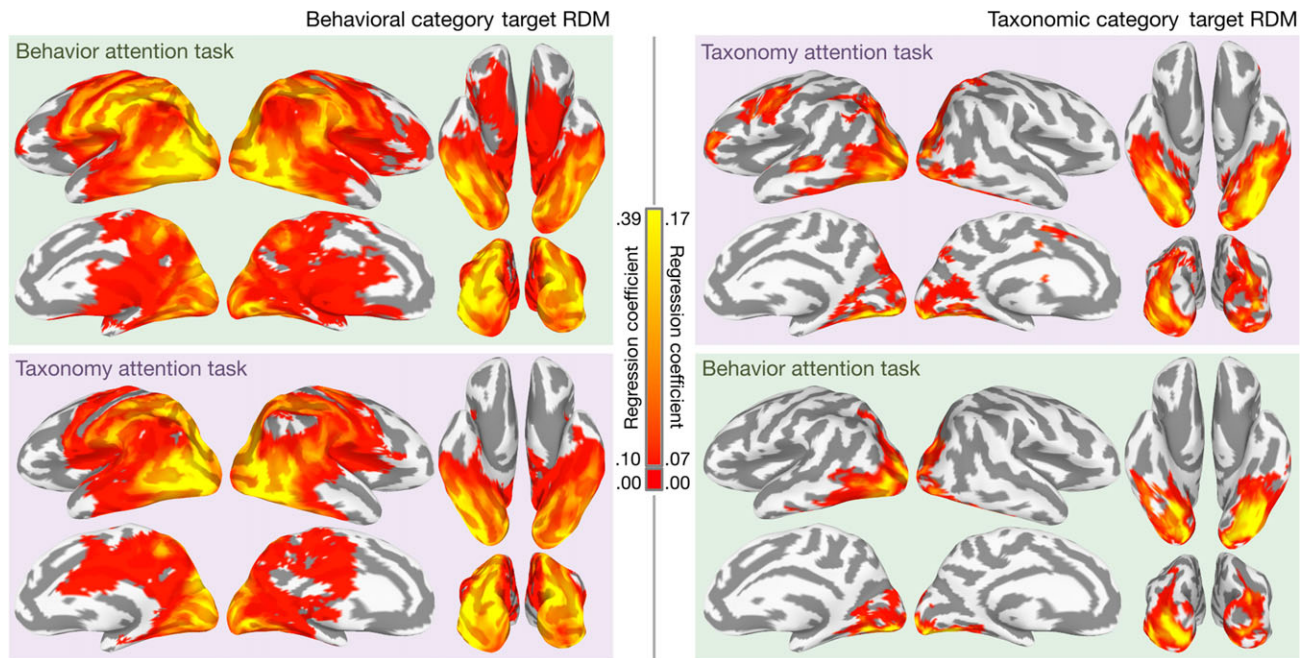 Behavioral category target RDM
Taxonomic category target RDM
Behavior attention task
Taxonomy attention task
.39
.17
Regression coefficient
Regression coefficient
.10
.07
.00
.00
Taxonomy attention task
Behavior attention task